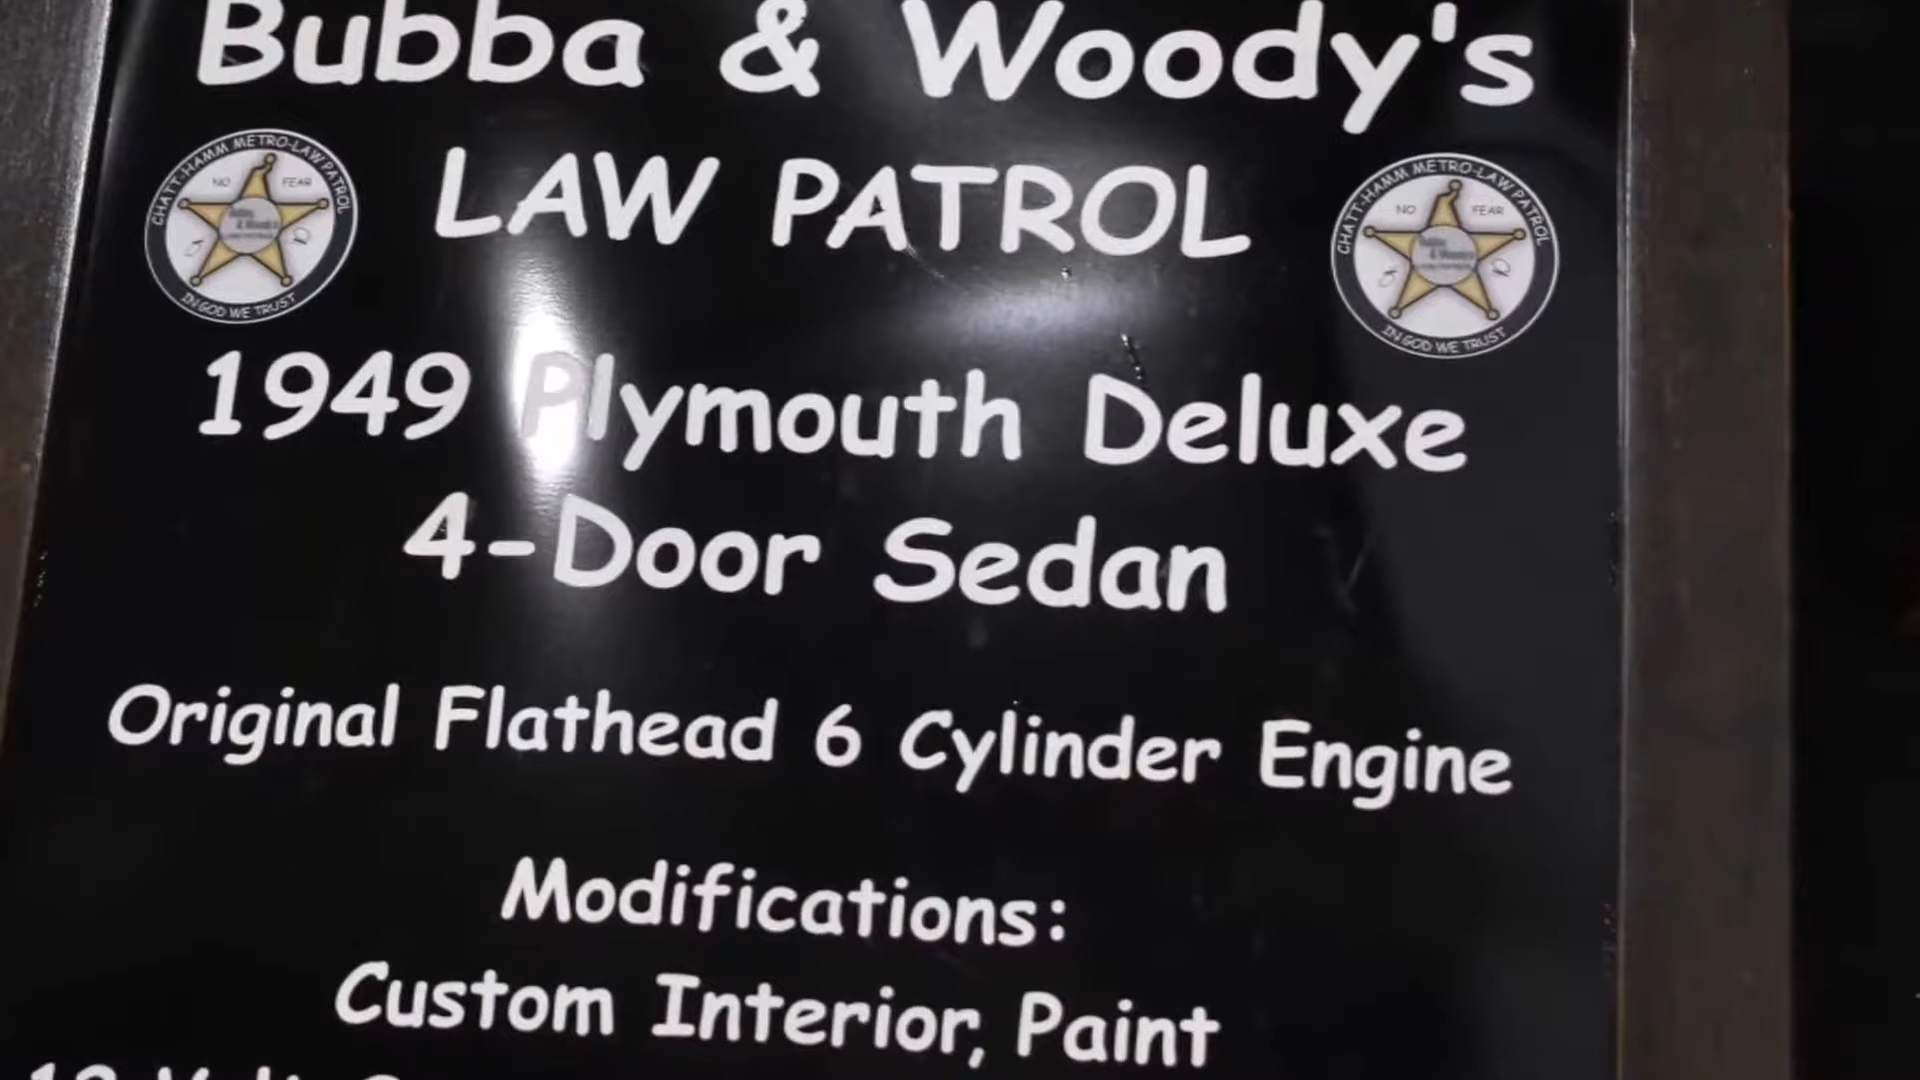 Bubba & Woody's
CHATT-HAMM METRO-LAW PATROL
NO FEAR
IN GOD WE TRUST
LAW PATROL
CHATT-HAMM METRO-LAW PATROL
NO FEAR
IN GOD WE TRUST
1949 Plymouth Deluxe
4-Door Sedan
Original Flathead 6 Cylinder Engine
Modifications:
Custom Interior, Paint